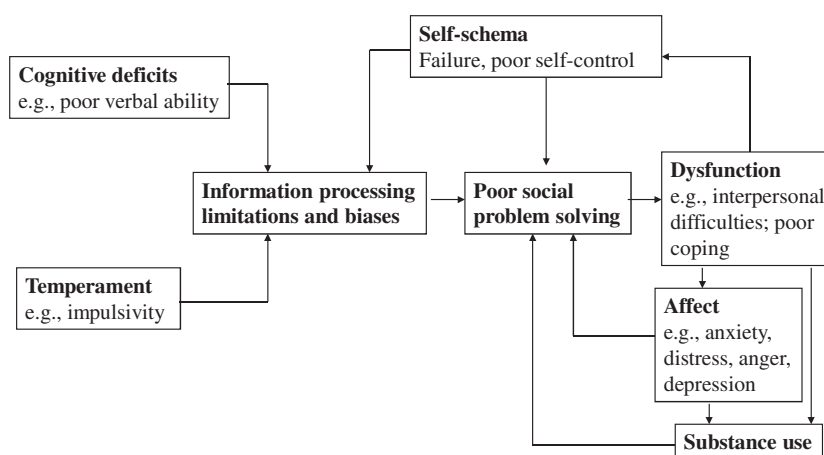 Self-schema
Failure, poor self-control
Cognitive deficits
e.g., poor verbal ability
Information processing
limitations and biases
Poor social
problem solving
Dysfunction
e.g., interpersonal
difficulties; poor
coping
Temperament
e.g., impulsivity
Affect
e.g., anxiety,
distress, anger,
depression
Substance use